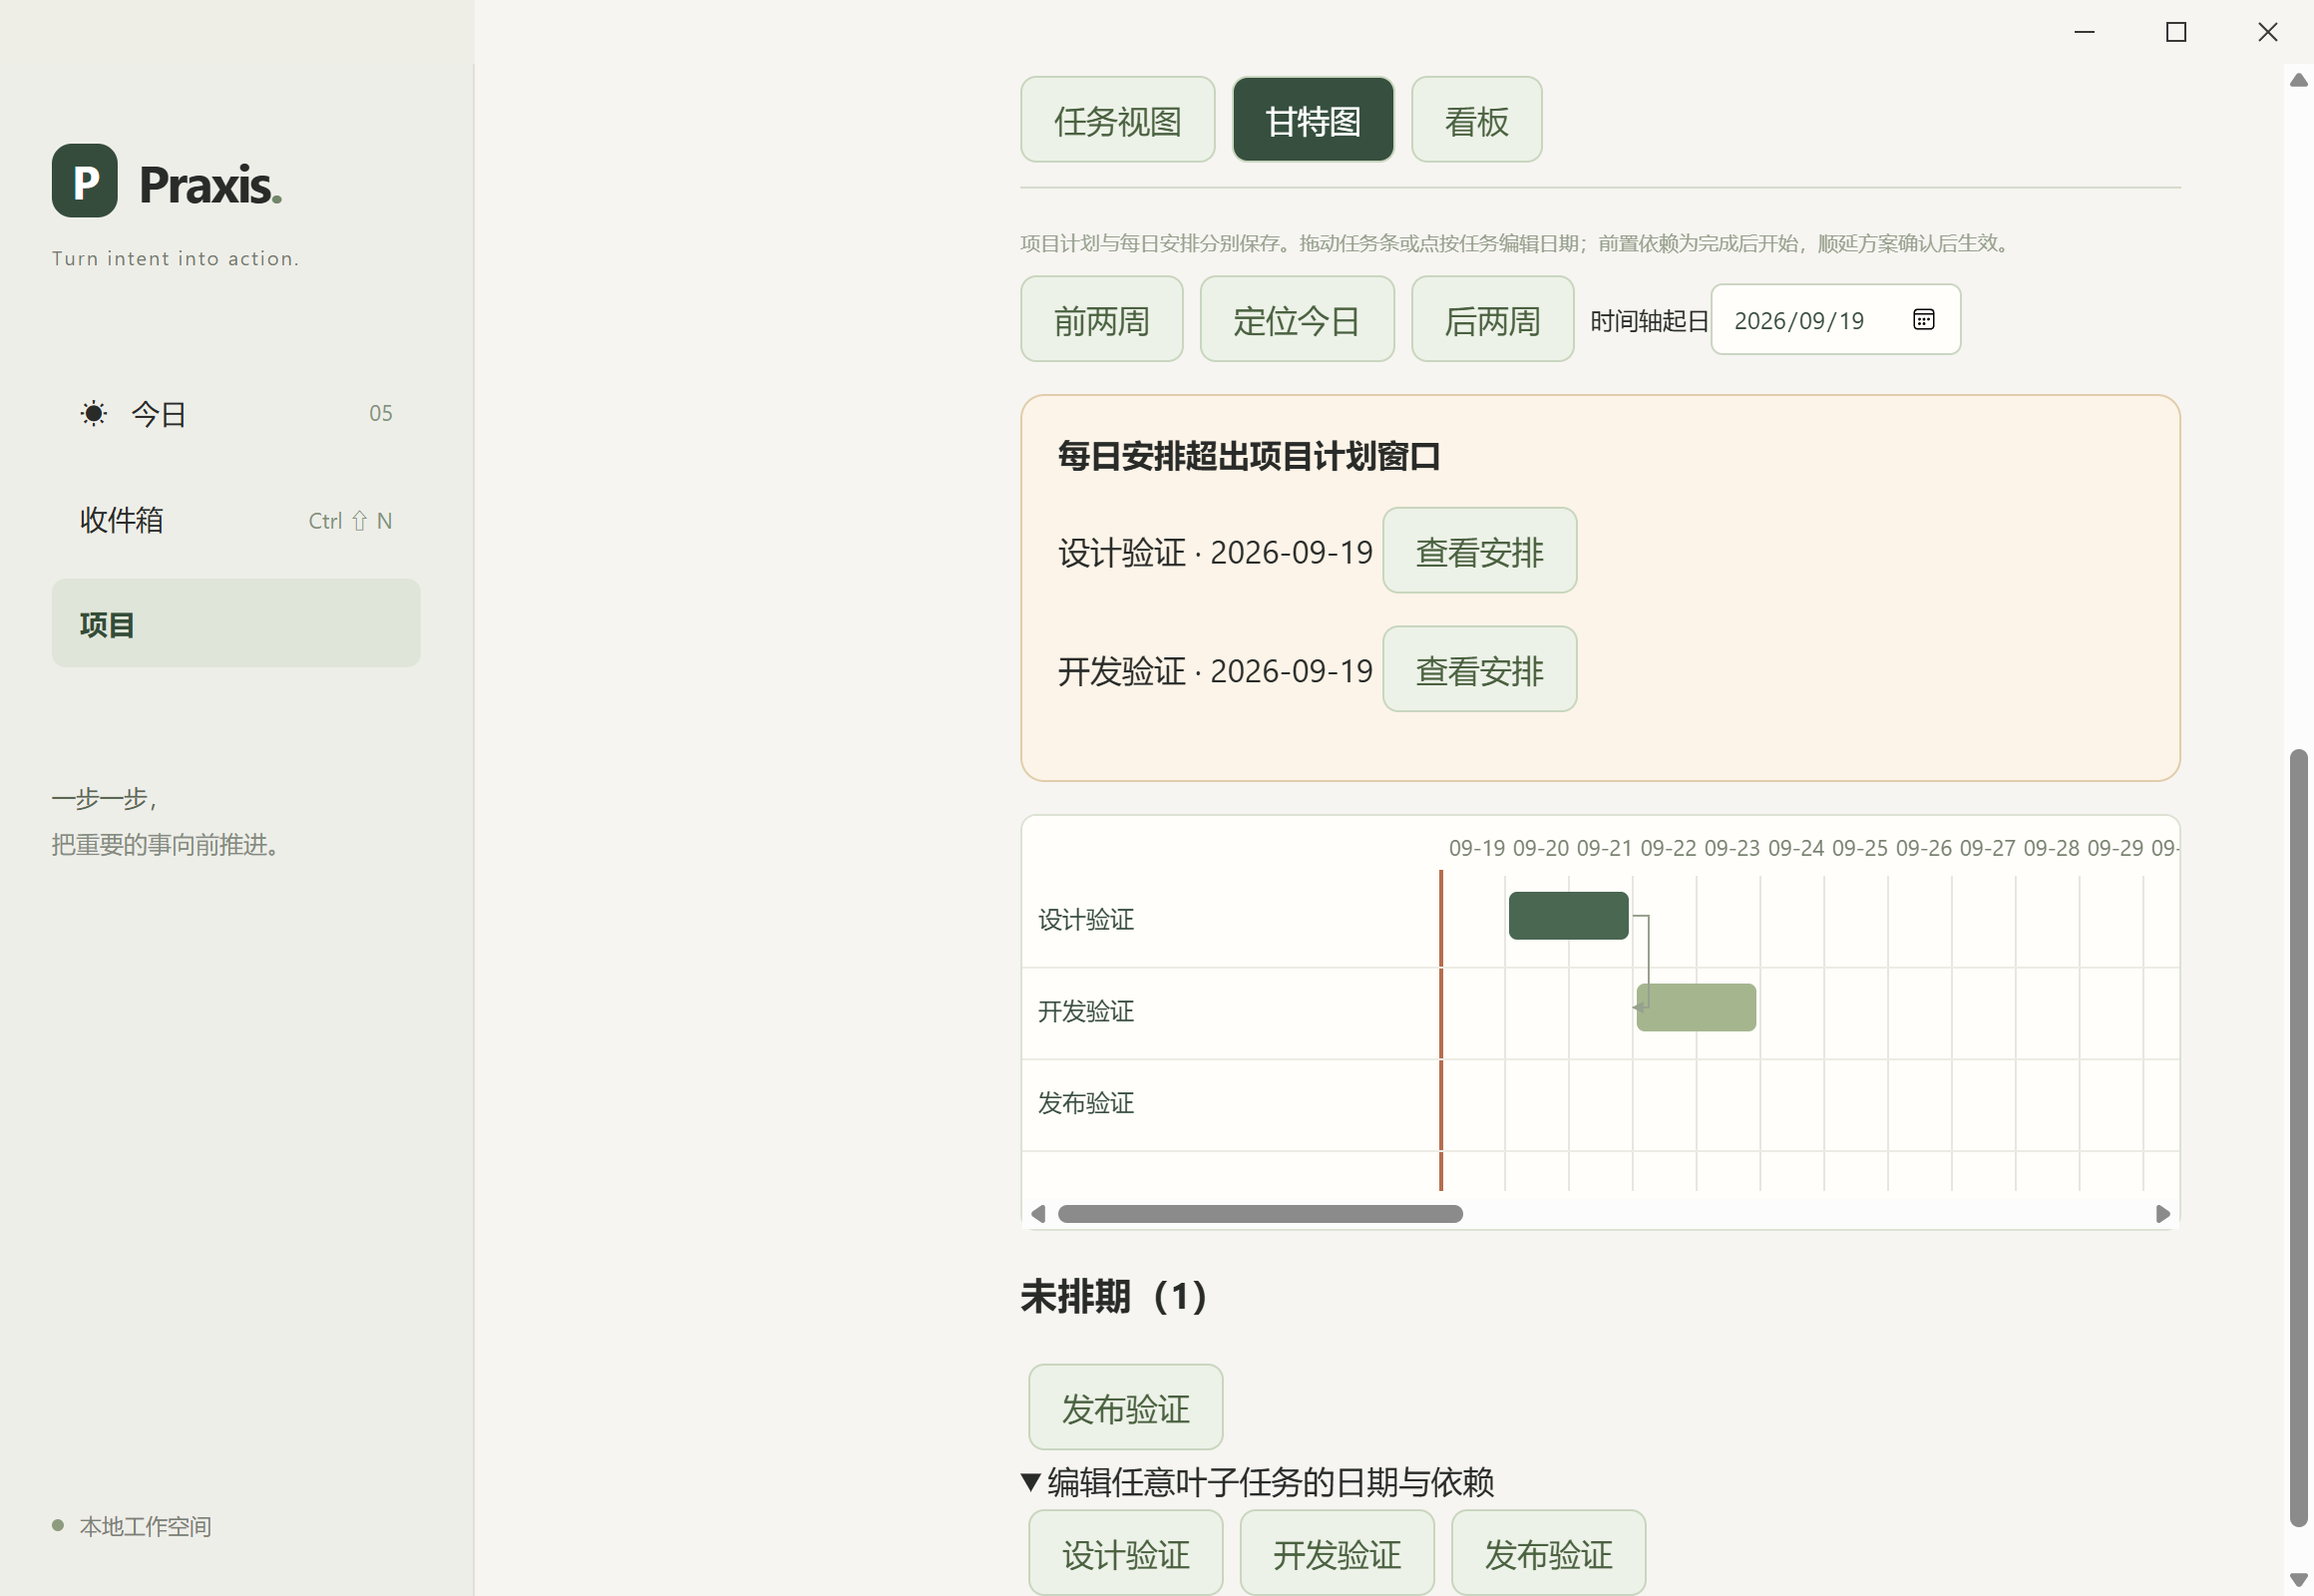 P Praxis.
Turn intent into action.
今日 05
收件箱 Ctrl ⇧ N
项目
一步一步，
把重要的事向前推进。
本地工作空间
任务视图 甘特图 看板
项目计划与每日安排分别保存。拖动任务条或点按任务编辑日期；前置依赖为完成后开始，顺延方案确认后生效。
前两周 定位今日 后两周 时间轴起日 2026/09/19
每日安排超出项目计划窗口
设计验证 · 2026-09-19 查看安排
开发验证 · 2026-09-19 查看安排
09-19 09-20 09-21 09-22 09-23 09-24 09-25 09-26 09-27 09-28 09-29 09-
设计验证
开发验证
发布验证
未排期（1）
发布验证
▼ 编辑任意叶子任务的日期与依赖
设计验证 开发验证 发布验证